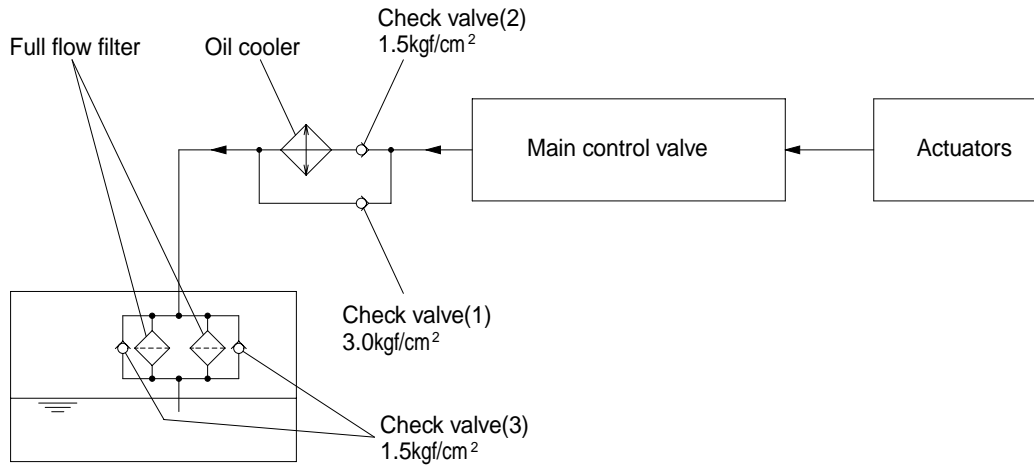 Check valve(2)
1.5kgf/cm²
Full flow filter
Oil cooler
Main control valve
Actuators
Check valve(1)
3.0kgf/cm²
Check valve(3)
1.5kgf/cm²